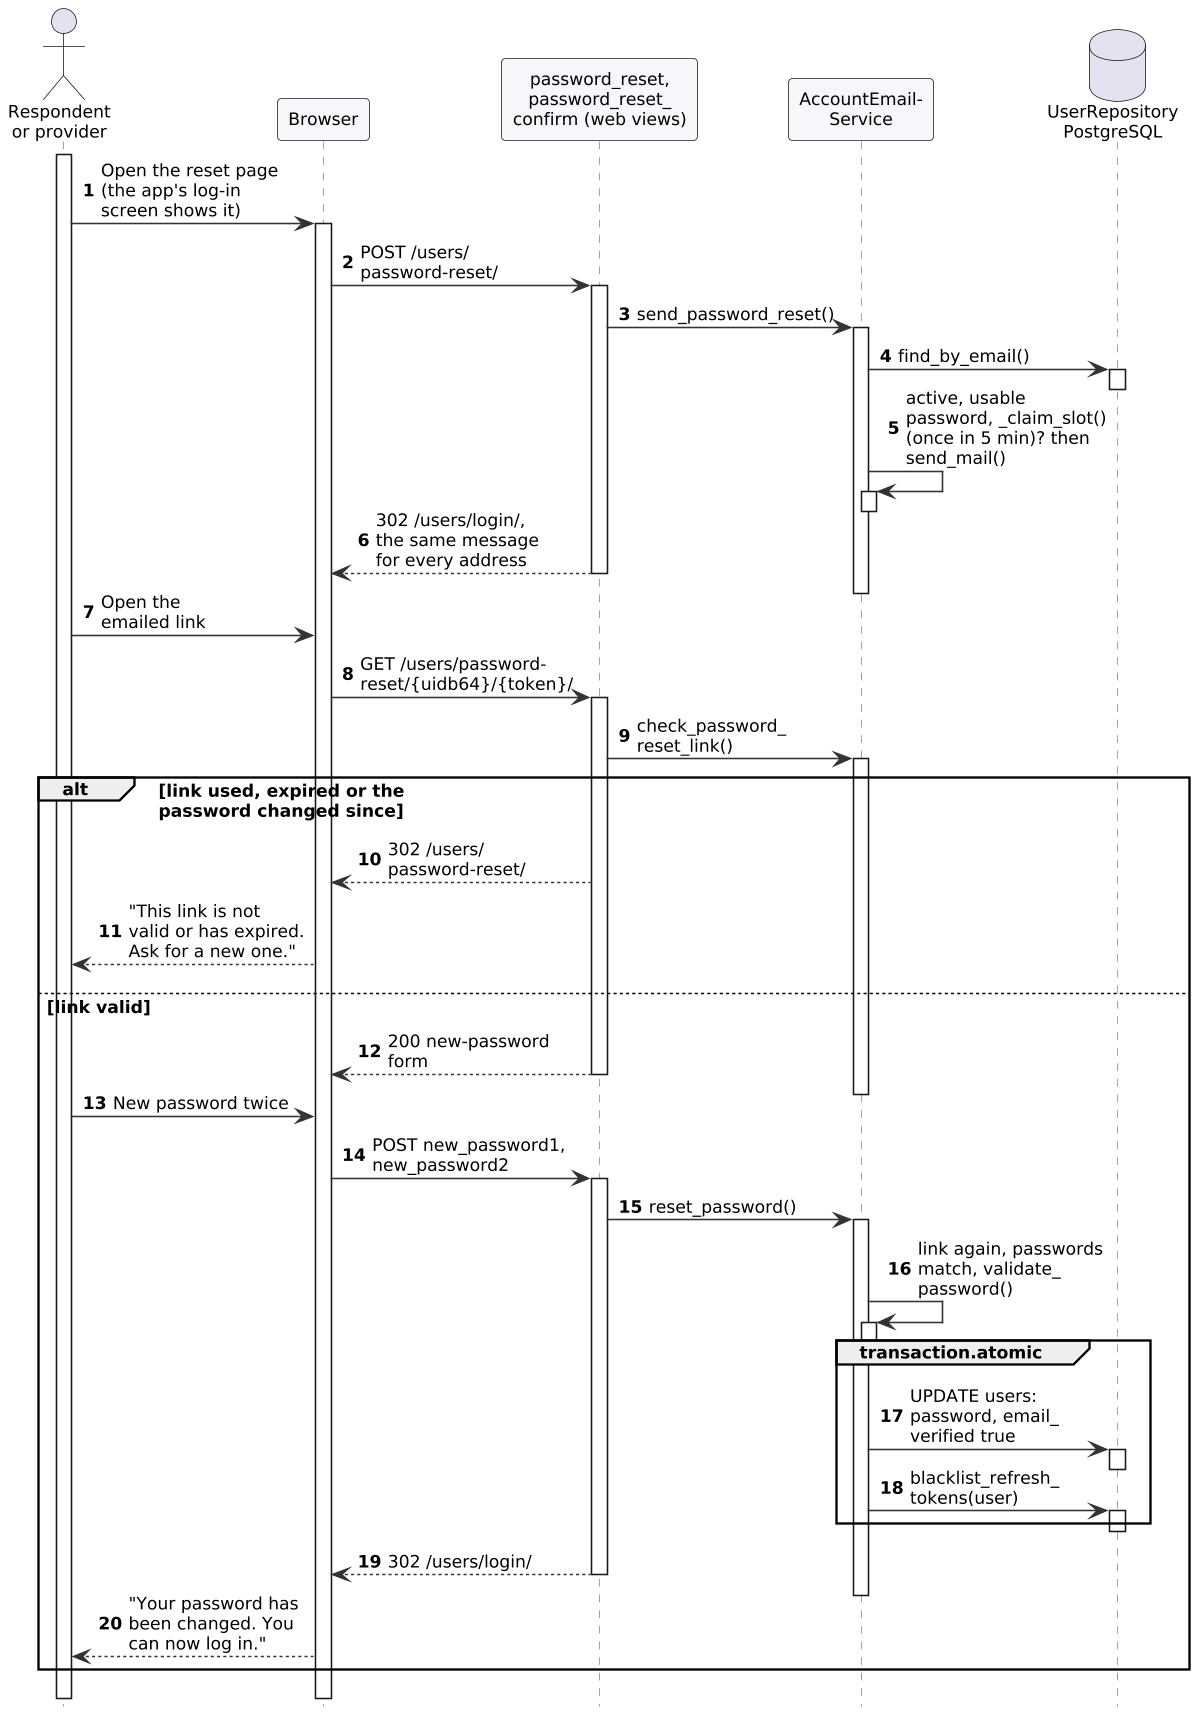 Respondent
or provider
Browser
password_reset,
password_reset_
confirm (web views)
AccountEmail-
Service
UserRepository
PostgreSQL
1 Open the reset page
(the app's log-in
screen shows it)
2 POST /users/
password-reset/
3 send_password_reset()
4 find_by_email()
5 active, usable
password, _claim_slot()
(once in 5 min)? then
send_mail()
6 302 /users/login/,
the same message
for every address
7 Open the
emailed link
8 GET /users/password-
reset/{uidb64}/{token}/
9 check_password_
reset_link()
alt
[link used, expired or the
password changed since]
10 302 /users/
password-reset/
11 "This link is not
valid or has expired.
Ask for a new one."
[link valid]
12 200 new-password
form
13 New password twice
14 POST new_password1,
new_password2
15 reset_password()
16 link again, passwords
match, validate_
password()
transaction.atomic
17 UPDATE users:
password, email_
verified true
18 blacklist_refresh_
tokens(user)
19 302 /users/login/
20 "Your password has
been changed. You
can now log in."